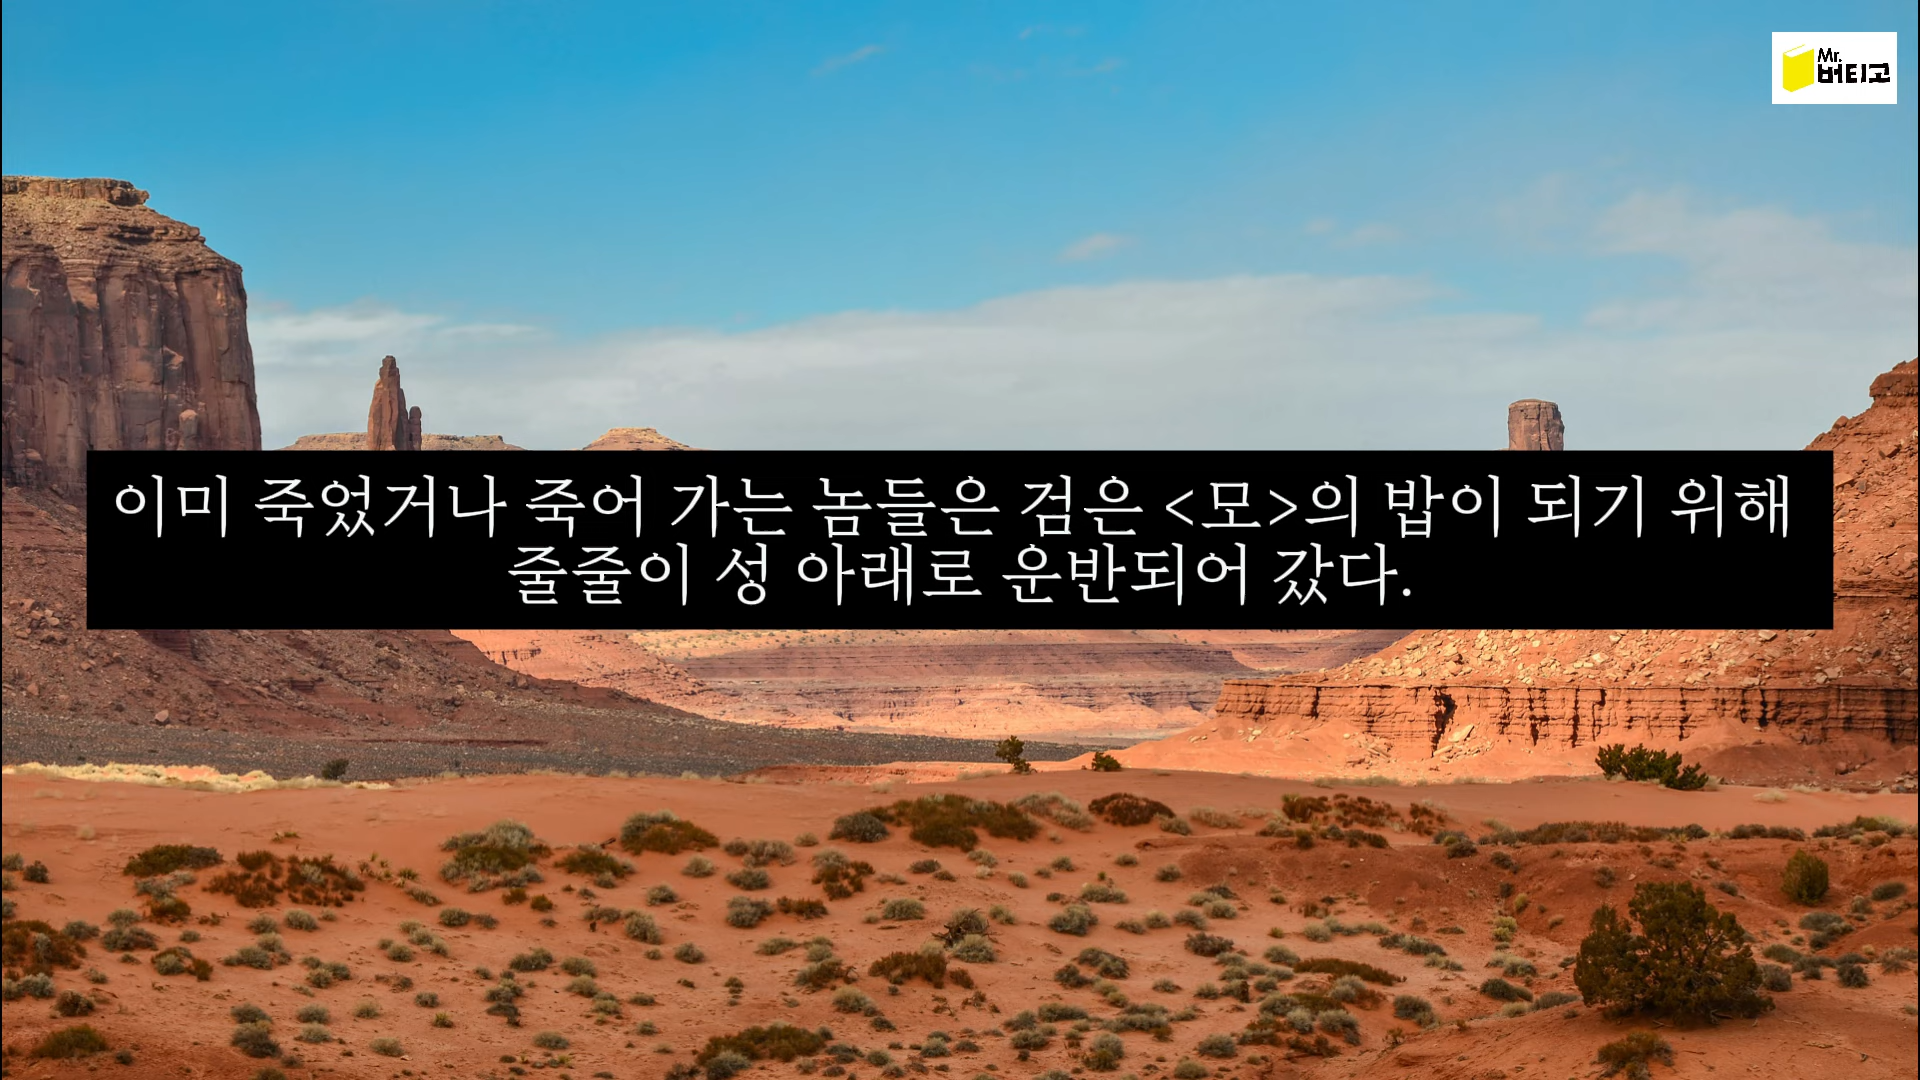 Mr.
버티고
이미 죽었거나 죽어 가는 놈들은 검은 <모>의 밥이 되기 위해
줄줄이 성 아래로 운반되어 갔다.